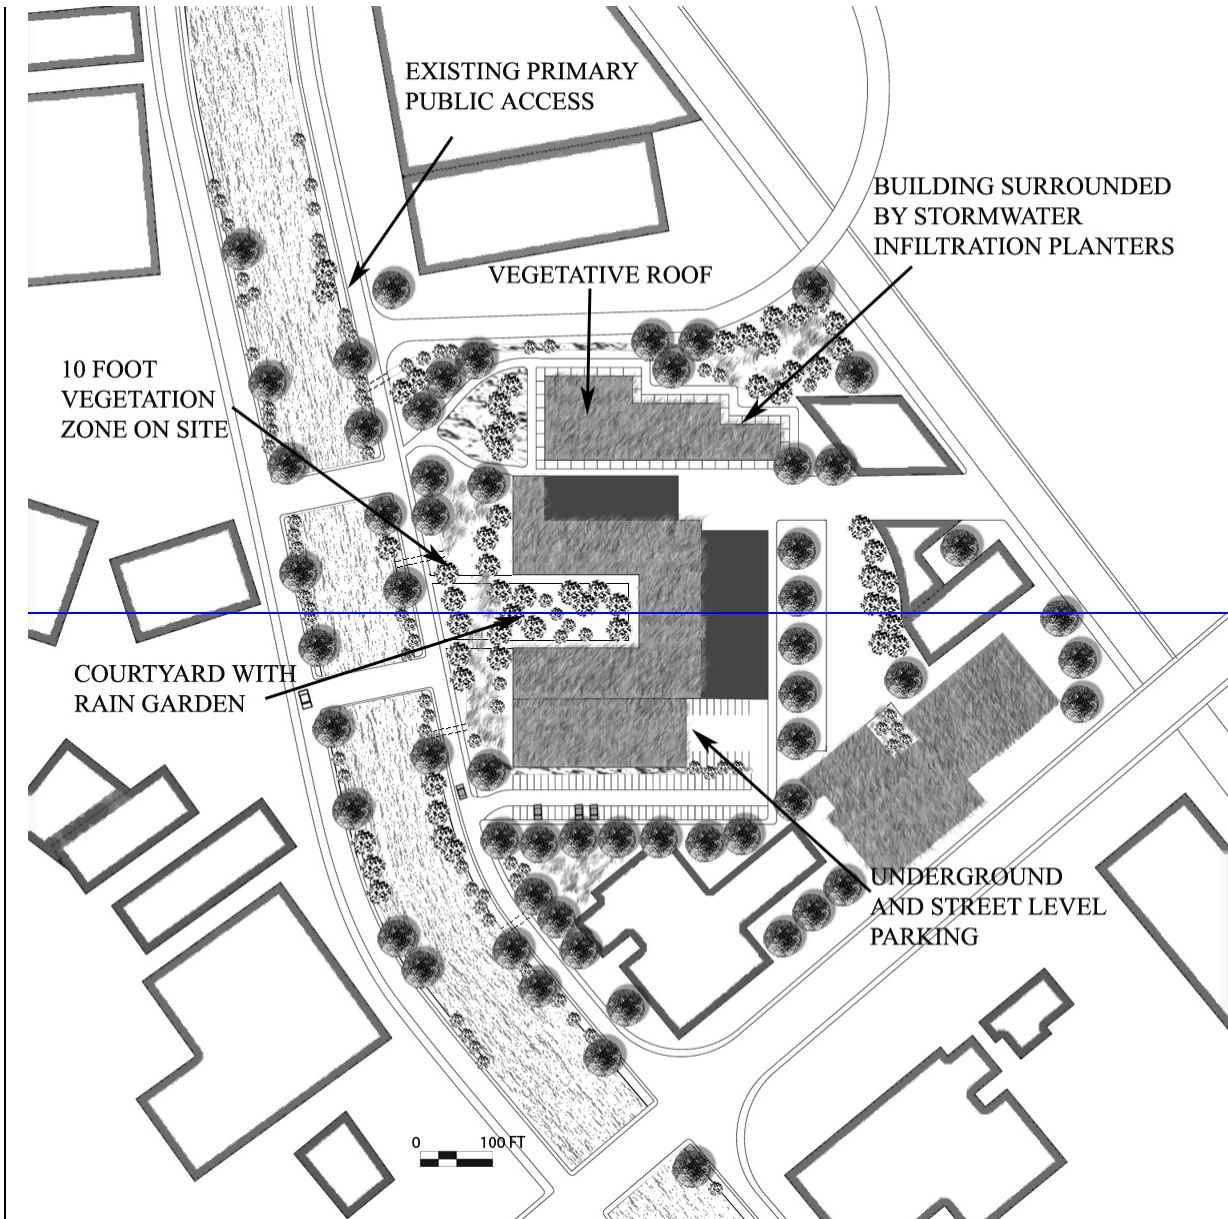 EXISTING PRIMARY
PUBLIC ACCESS
BUILDING SURROUNDED
BY STORMWATER
INFILTRATION PLANTERS
VEGETATIVE ROOF
10 FOOT
VEGETATION
ZONE ON SITE
COURTYARD WITH
RAIN GARDEN
UNDERGROUND
AND STREET LEVEL
PARKING
0 100 FT